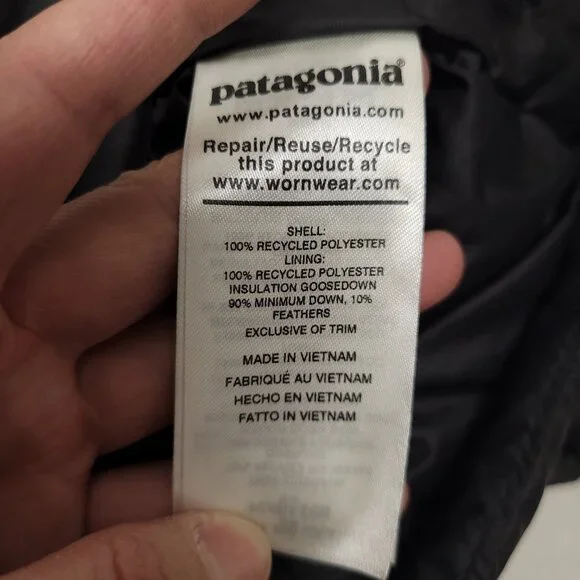 patagonia®
www.patagonia.com
Repair/Reuse/Recycle
this product at
www.wornwear.com
SHELL:
100% RECYCLED POLYESTER
LINING:
100% RECYCLED POLYESTER
INSULATION GOOSEDOWN
90% MINIMUM DOWN, 10%
FEATHERS
EXCLUSIVE OF TRIM
MADE IN VIETNAM
FABRIQUÉ AU VIETNAM
HECHO EN VIETNAM
FATTO IN VIETNAM